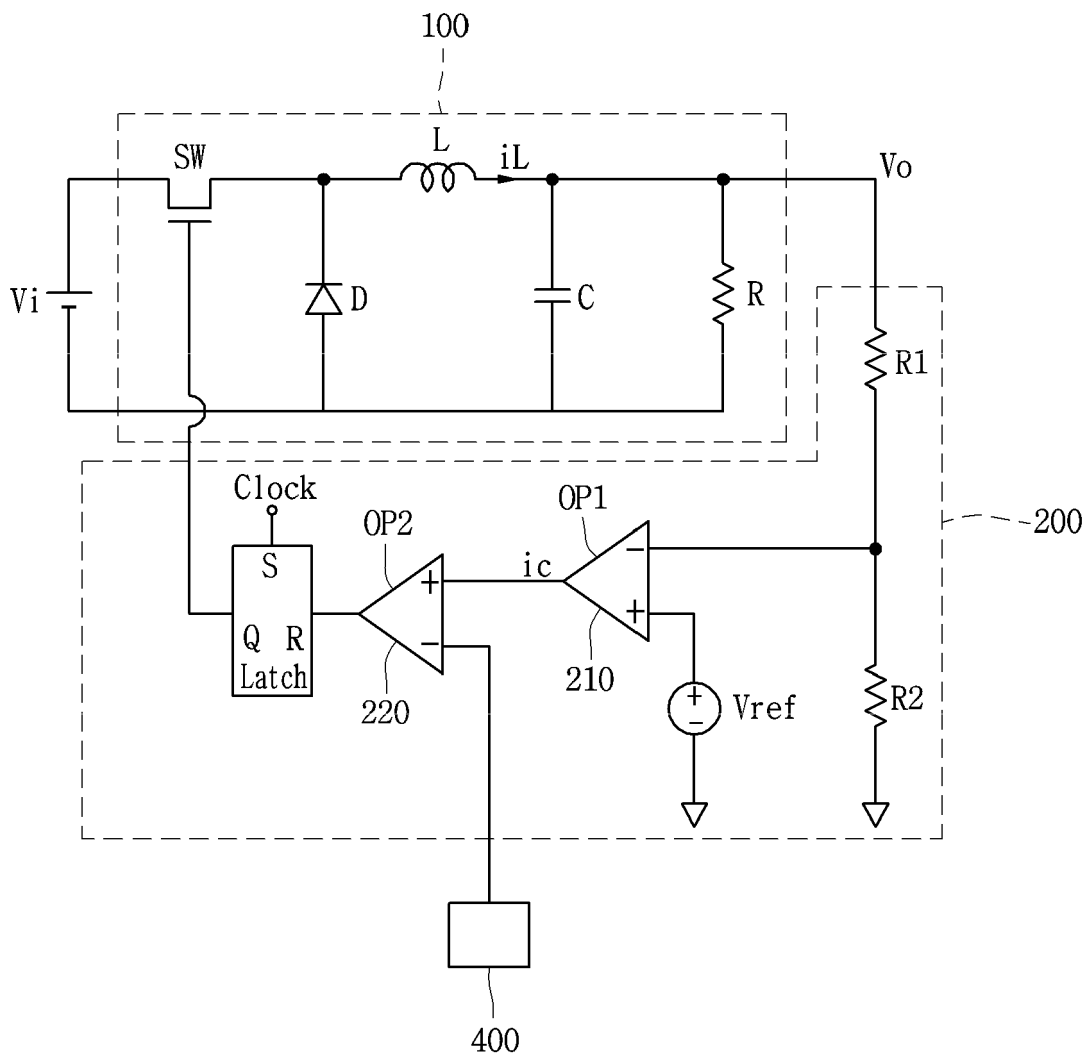 100
SW
L
iL
Vo
Vi
D
C
R
R1
Clock
OP2
OP1
200
S
ic
−
+
+
Q R
−
Latch
220
210
+
−
Vref
R2
400